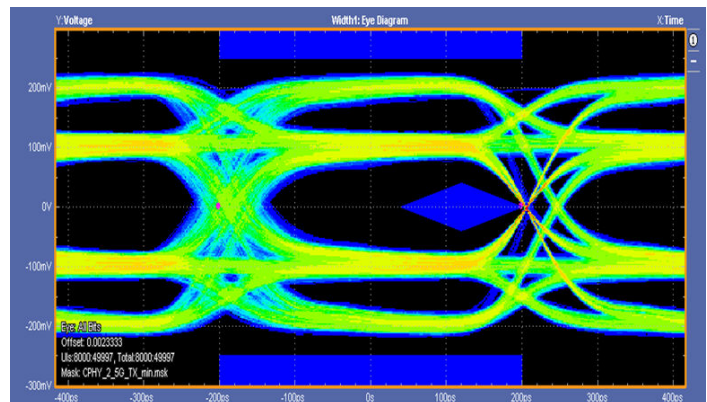 Y:Voltage
Width1: Eye Diagram
X:Time
200mV
100mV
0V
-100mV
-200mV
-300mV
Eye: All Bits
Offset: 0.0023333
UIs:8000:49997, Total:8000:49997
Mask: CPHY_2_5G_TX_min.msk
-400ps
-300ps
-200ps
-100ps
0s
100ps
200ps
300ps
400ps
1